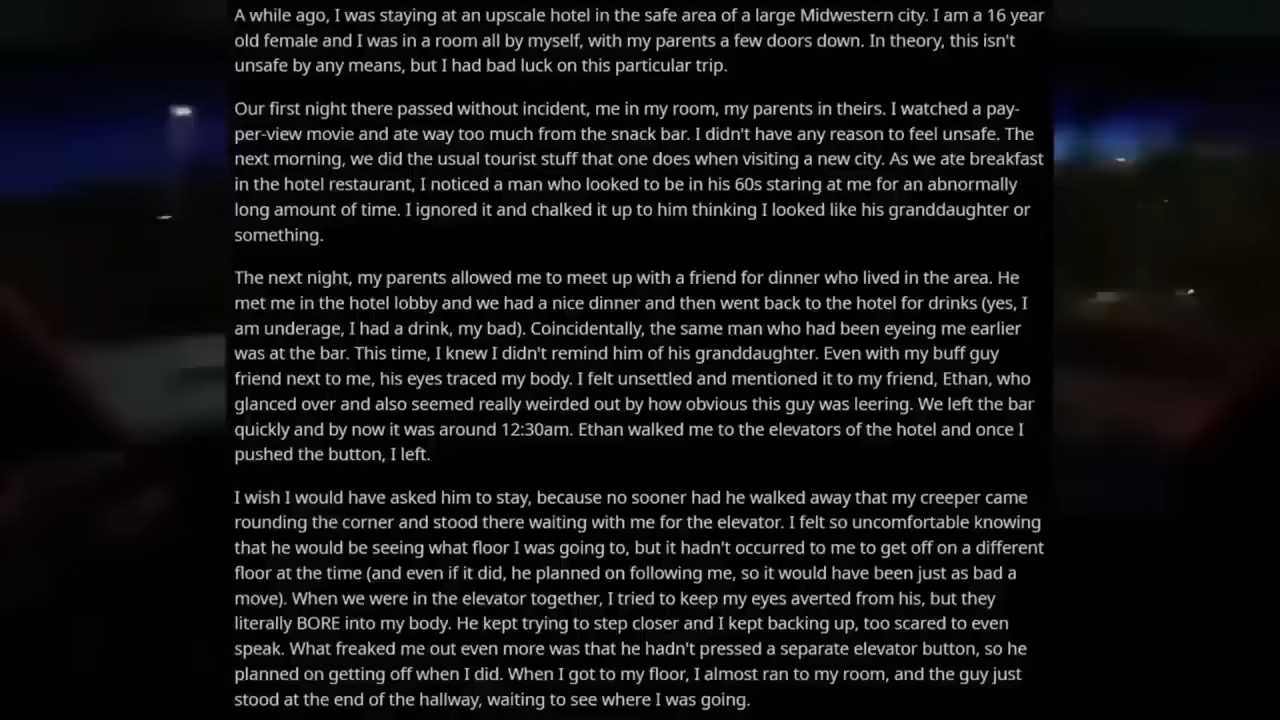 A while ago, I was staying at an upscale hotel in the safe area of a large Midwestern city. I am a 16 year
old female and I was in a room all by myself, with my parents a few doors down. In theory, this isn't
unsafe by any means, but I had bad luck on this particular trip.
Our first night there passed without incident, me in my room, my parents in theirs. I watched a pay-
per-view movie and ate way too much from the snack bar. I didn't have any reason to feel unsafe. The
next morning, we did the usual tourist stuff that one does when visiting a new city. As we ate breakfast
in the hotel restaurant, I noticed a man who looked to be in his 60s staring at me for an abnormally
long amount of time. I ignored it and chalked it up to him thinking I looked like his granddaughter or
something.
The next night, my parents allowed me to meet up with a friend for dinner who lived in the area. He
met me in the hotel lobby and we had a nice dinner and then went back to the hotel for drinks (yes, I
am underage, I had a drink, my bad). Coincidentally, the same man who had been eyeing me earlier
was at the bar. This time, I knew I didn't remind him of his granddaughter. Even with my buff guy
friend next to me, his eyes traced my body. I felt unsettled and mentioned it to my friend, Ethan, who
glanced over and also seemed really weirded out by how obvious this guy was leering. We left the bar
quickly and by now it was around 12:30am. Ethan walked me to the elevators of the hotel and once I
pushed the button, I left.
I wish I would have asked him to stay, because no sooner had he walked away that my creeper came
rounding the corner and stood there waiting with me for the elevator. I felt so uncomfortable knowing
that he would be seeing what floor I was going to, but it hadn't occurred to me to get off on a different
floor at the time (and even if it did, he planned on following me, so it would have been just as bad a
move). When we were in the elevator together, I tried to keep my eyes averted from his, but they
literally BORE into my body. He kept trying to step closer and I kept backing up, too scared to even
speak. What freaked me out even more was that he hadn't pressed a separate elevator button, so he
planned on getting off when I did. When I got to my floor, I almost ran to my room, and the guy just
stood at the end of the hallway, waiting to see where I was going.